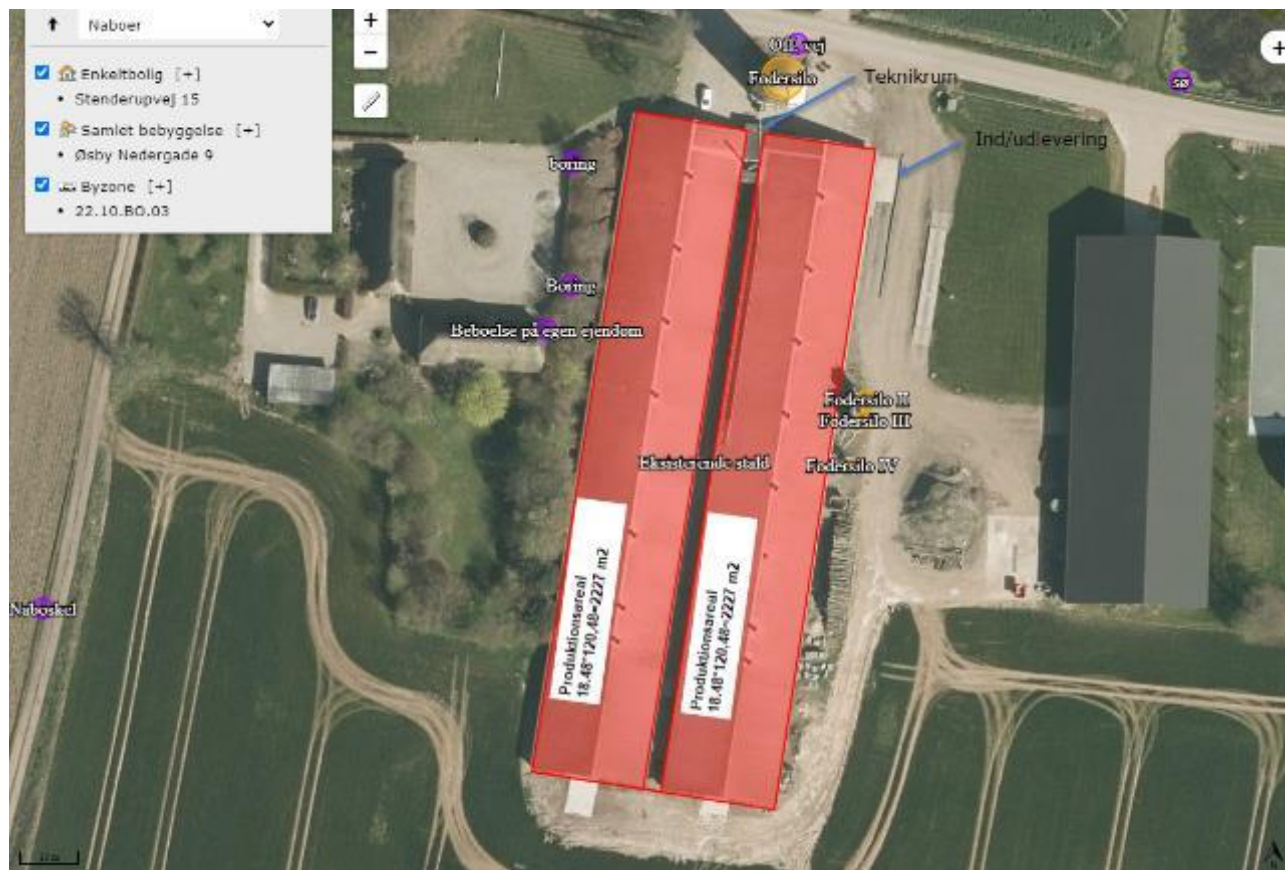 Naboer
Enkeltbolig [+]
• Stenderupvej 15
Samlet bebyggelse [+]
• Øsby Nedergade 9
Byzone [+]
• 22.10.BO.03
+
−
+
Off. vej
Fodersilo
Teknikrum
sø
Ind/udlevering
boring
Boring
Beboelse på egen ejendom
Fodersilo II
Fodersilo III
Eksisterende stald
Fodersilo IV
Produktionsareal
18.48*120,48=2227 m2
Produktionsareal
18.48*120,48=2227 m2
Naboskel